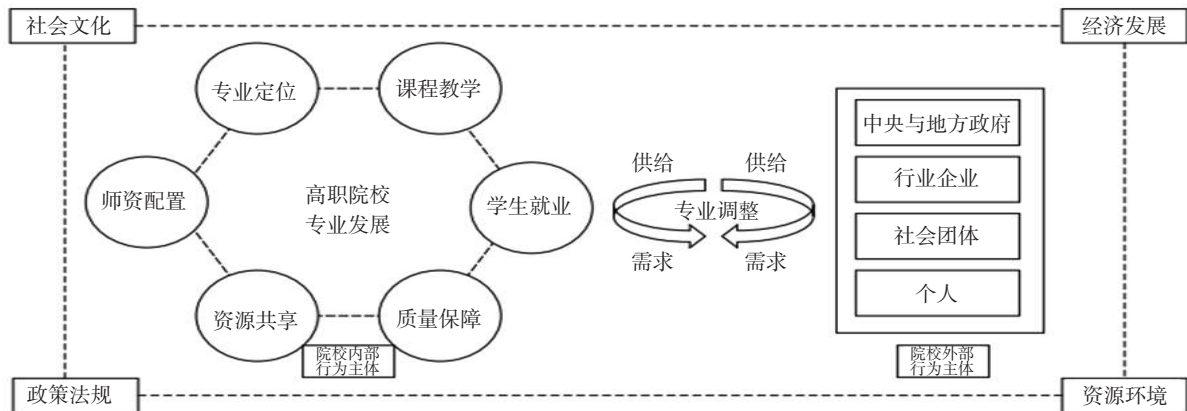 社会文化
经济发展
专业定位
课程教学
师资配置
高职院校
专业发展
学生就业
资源共享
质量保障
院校内部
行为主体
供给
供给
专业调整
需求
需求
中央与地方政府
行业企业
社会团体
个人
院校外部
行为主体
政策法规
资源环境